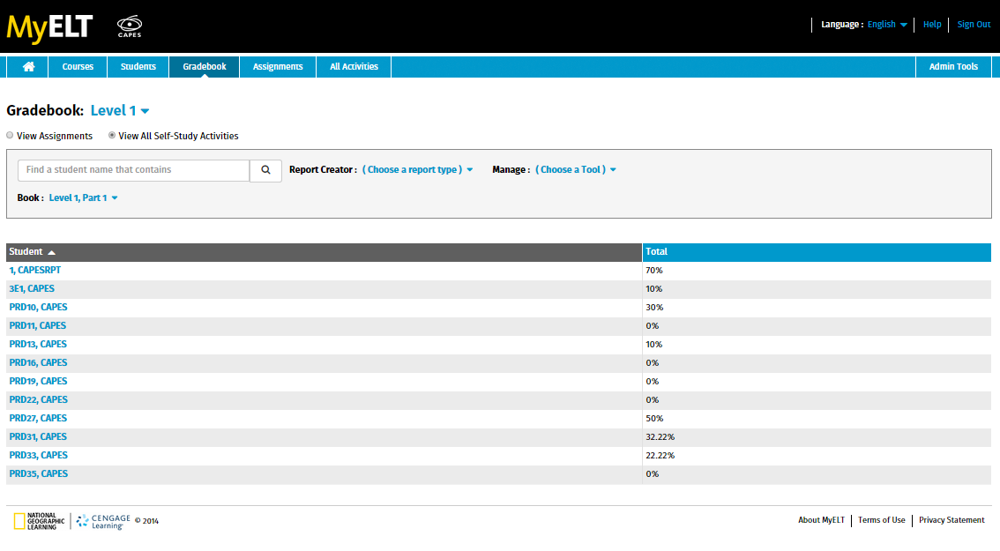 MyELT CAPES Language : English Help Sign Out
Courses Students Gradebook Assignments All Activities Admin Tools
Gradebook: Level 1
View Assignments View All Self-Study Activities
Find a student name that contains Report Creator : ( Choose a report type ) Manage : ( Choose a Tool )
Book : Level 1, Part 1
Student Total
1, CAPESRPT 70%
3E1, CAPES 10%
PRD10, CAPES 30%
PRD11, CAPES 0%
PRD13, CAPES 10%
PRD16, CAPES 0%
PRD19, CAPES 0%
PRD22, CAPES 0%
PRD27, CAPES 50%
PRD31, CAPES 32.22%
PRD33, CAPES 22.22%
PRD35, CAPES 0%
NATIONAL GEOGRAPHIC LEARNING CENGAGE Learning © 2014 About MyELT Terms of Use Privacy Statement